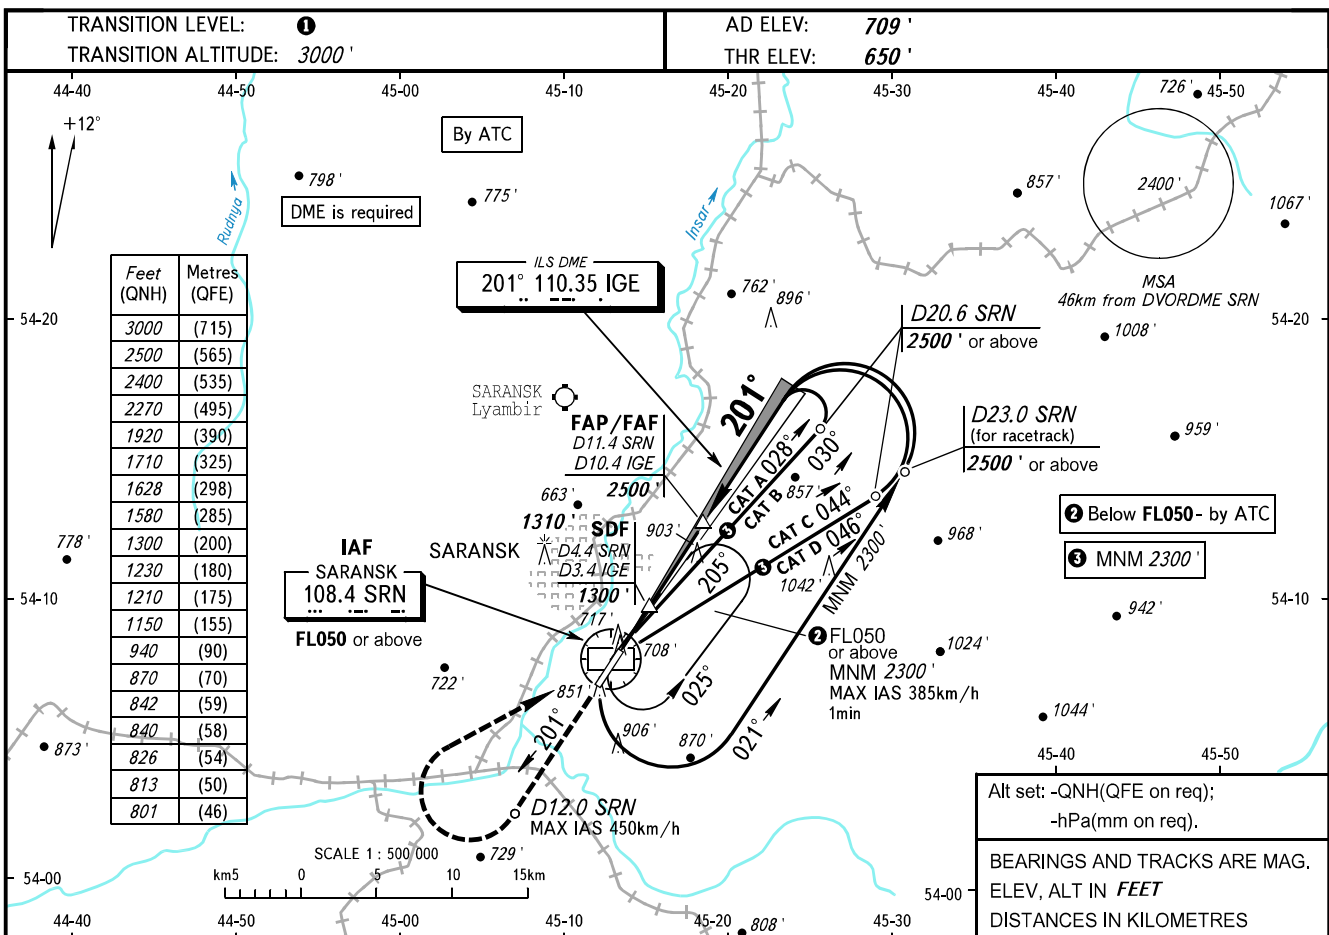 TRANSITION LEVEL: ❶
TRANSITION ALTITUDE: 3000 '
AD ELEV: 709 '
THR ELEV: 650 '
44-40 44-50 45-00 45-10 45-20 45-30 45-40 45-50
726 '
+12°
By ATC
798 '
775 '
DME is required
Rudnya
Insar
857 '
2400 '
1067 '
MSA
46km from DVORDME SRN
ILS DME
201° 110.35 IGE
762 '
896 '
1008 '
54-20
54-20
Feet (QNH) Metres (QFE)
3000 (715)
2500 (565)
2400 (535)
2270 (495)
1920 (390)
1710 (325)
1628 (298)
1580 (285)
1300 (200)
1230 (180)
1210 (175)
1150 (155)
940 (90)
870 (70)
842 (59)
840 (58)
826 (54)
813 (50)
801 (46)
D20.6 SRN
2500 ' or above
SARANSK
Lyambir
201°
FAP/FAF
D11.4 SRN
D10.4 IGE
2500 '
D23.0 SRN
(for racetrack)
2500 ' or above
959 '
CAT A 028°
CAT B 030°
857 '
CAT C 044°
CAT D 046°
663 '
1310 '
903 '
SDF
D4.4 SRN
D3.4 IGE
1300 '
SARANSK
❷ Below FL050 - by ATC
❸ MNM 2300 '
968 '
778 '
❸
❸
205°
1042 '
MNM 2300 '
IAF
SARANSK
108.4 SRN
FL050 or above
54-10
54-10
942 '
717 '
708 '
❷ FL050
or above
MNM 2300 '
MAX IAS 385km/h
1min
1024 '
722 '
851 '
025°
201°
906 '
870 '
021°
1044 '
873 '
45-40 45-50
D12.0 SRN
MAX IAS 450km/h
729 '
SCALE 1 : 500 000
km5 0 5 10 15km
54-00
54-00
Alt set: -QNH(QFE on req);
-hPa(mm on req).
BEARINGS AND TRACKS ARE MAG.
ELEV, ALT IN FEET
DISTANCES IN KILOMETRES
44-40 44-50 45-00 45-10 45-20 45-30
808 '